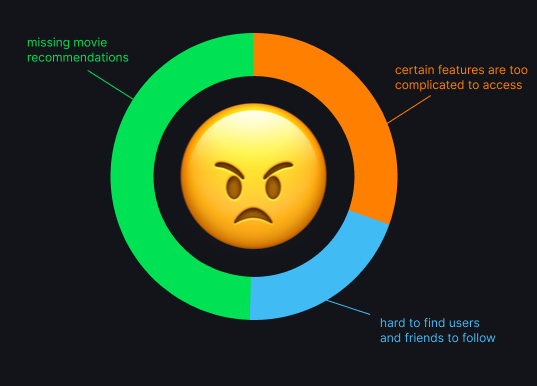 missing movie
recommendations
certain features are too
complicated to access
hard to find users
and friends to follow